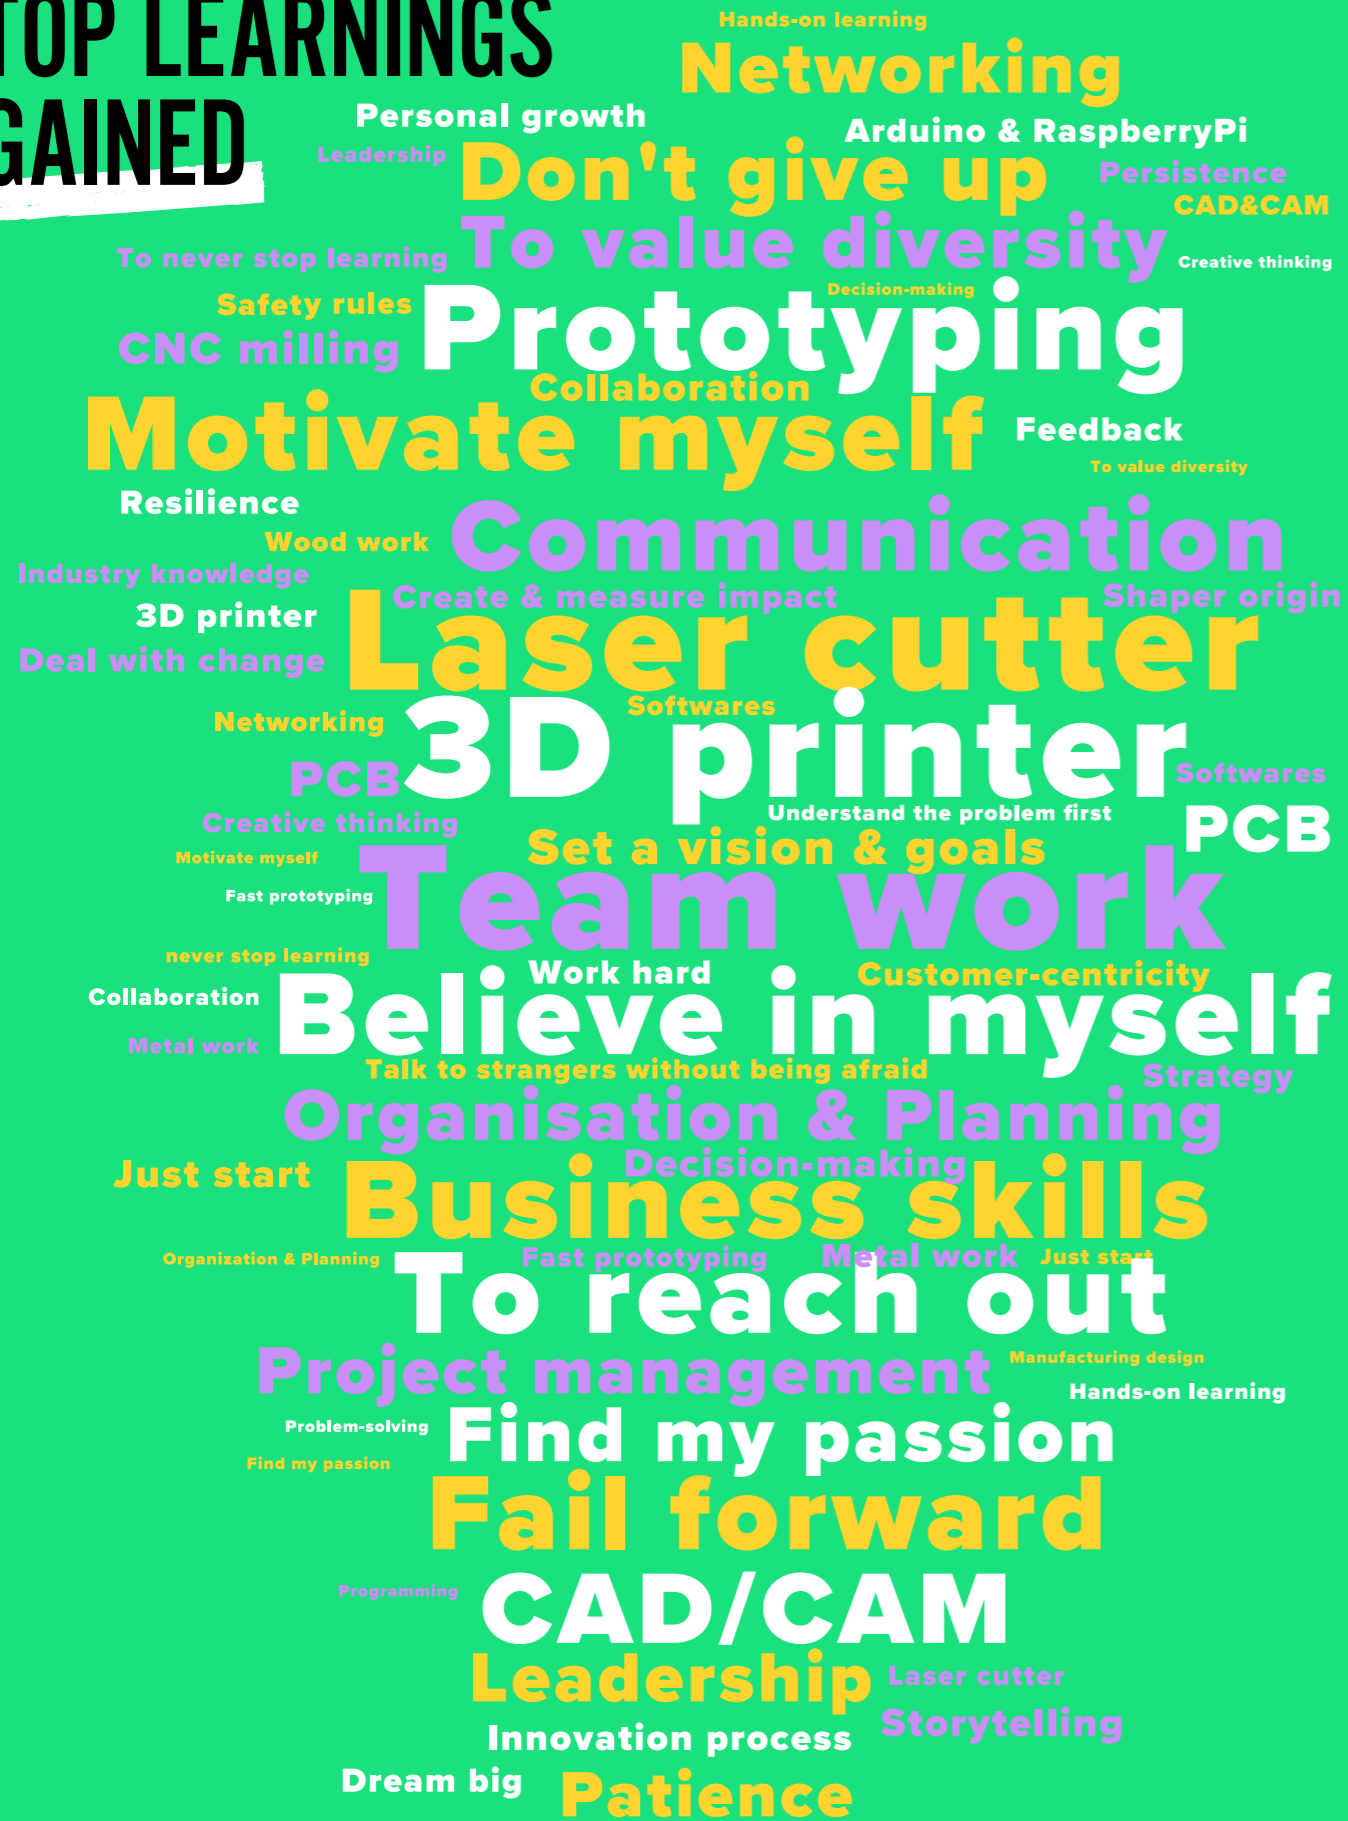 TOP LEARNINGS
GAINED
Hands-on learning
Networking
Personal growth
Arduino & RaspberryPi
Leadership
Don't give up
Persistence
CAD&CAM
To never stop learning
To value diversity
Creative thinking
Safety rules
Decision-making
Prototyping
CNC milling
Collaboration
Motivate myself
Feedback
To value diversity
Resilience
Communication
Wood work
Industry knowledge
Create & measure impact
Shaper origin
3D printer
Laser cutter
Deal with change
Networking
Softwares
3D printer
PCB
Softwares
Understand the problem first
Creative thinking
PCB
Set a vision & goals
Motivate myself
Team work
Fast prototyping
never stop learning
Work hard
Customer-centricity
Collaboration
Believe in myself
Metal work
Talk to strangers without being afraid
Strategy
Organisation & Planning
Decision-making
Just start
Business skills
Organization & Planning
Fast prototyping
Metal work
Just start
To reach out
Project management
Manufacturing design
Hands-on learning
Problem-solving
Find my passion
Find my passion
Fail forward
Programming
CAD/CAM
Leadership
Laser cutter
Storytelling
Innovation process
Dream big
Patience